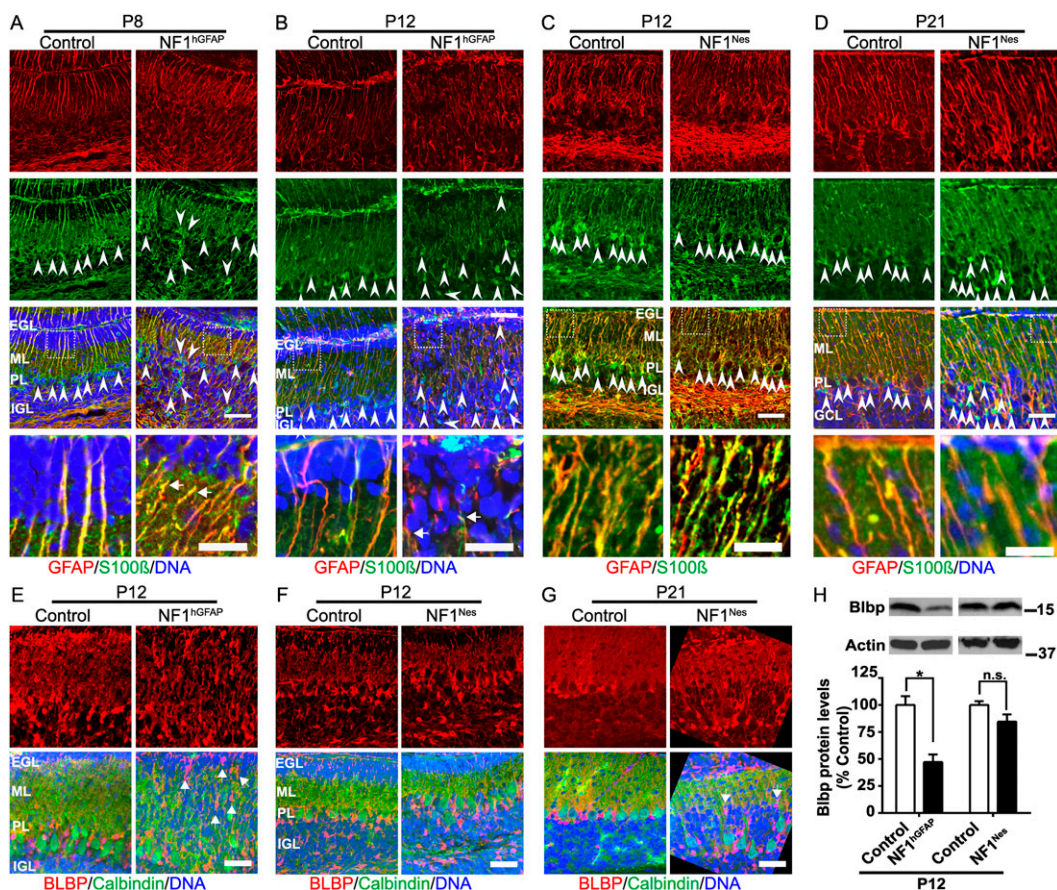 A P8
Control NF1hGFAP
EGL
ML
PL
IGL
GFAP/S100ß/DNA
B P12
Control NF1hGFAP
EGL
ML
PL
IGL
GFAP/S100ß/DNA
C P12
Control NF1Nes
EGL
ML
PL
IGL
GFAP/S100ß
D P21
Control NF1Nes
ML
PL
GCL
GFAP/S100ß/DNA
E P12
Control NF1hGFAP
EGL
ML
PL
IGL
BLBP/Calbindin/DNA
F P12
Control NF1Nes
EGL
ML
PL
IGL
BLBP/Calbindin/DNA
G P21
Control NF1Nes
BLBP/Calbindin/DNA
H
Blbp 15
Actin 37
Blbp protein levels
(% Control)
125
100
75
50
25
0
*
n.s.
Control
NF1hGFAP
Control
NF1Nes
P12